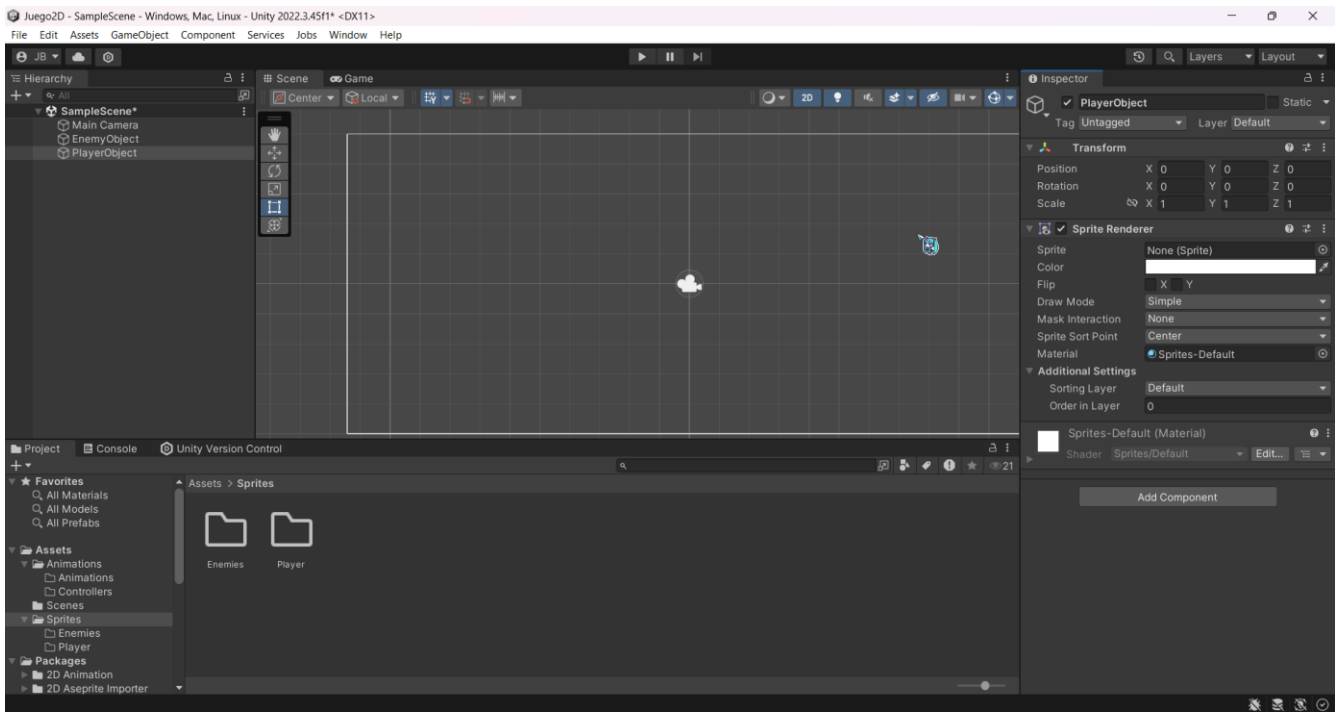 Juego2D - SampleScene - Windows, Mac, Linux - Unity 2022.3.45f1* <DX11>
File Edit Assets GameObject Component Services Jobs Window Help
JB
Layers
Layout
Hierarchy
All
SampleScene*
Main Camera
EnemyObject
PlayerObject
Scene
Game
Center
Local
2D
Inspector
PlayerObject
Static
Tag Untagged
Layer Default
Transform
Position X 0 Y 0 Z 0
Rotation X 0 Y 0 Z 0
Scale X 1 Y 1 Z 1
Sprite Renderer
Sprite None (Sprite)
Color
Flip X Y
Draw Mode Simple
Mask Interaction None
Sprite Sort Point Center
Material Sprites-Default
Additional Settings
Sorting Layer Default
Order in Layer 0
Sprites-Default (Material)
Shader Sprites/Default Edit...
Add Component
Project
Console
Unity Version Control
21
Favorites
All Materials
All Models
All Prefabs
Assets
Animations
Animations
Controllers
Scenes
Sprites
Enemies
Player
Packages
2D Animation
2D Aseprite Importer
Assets > Sprites
Enemies
Player